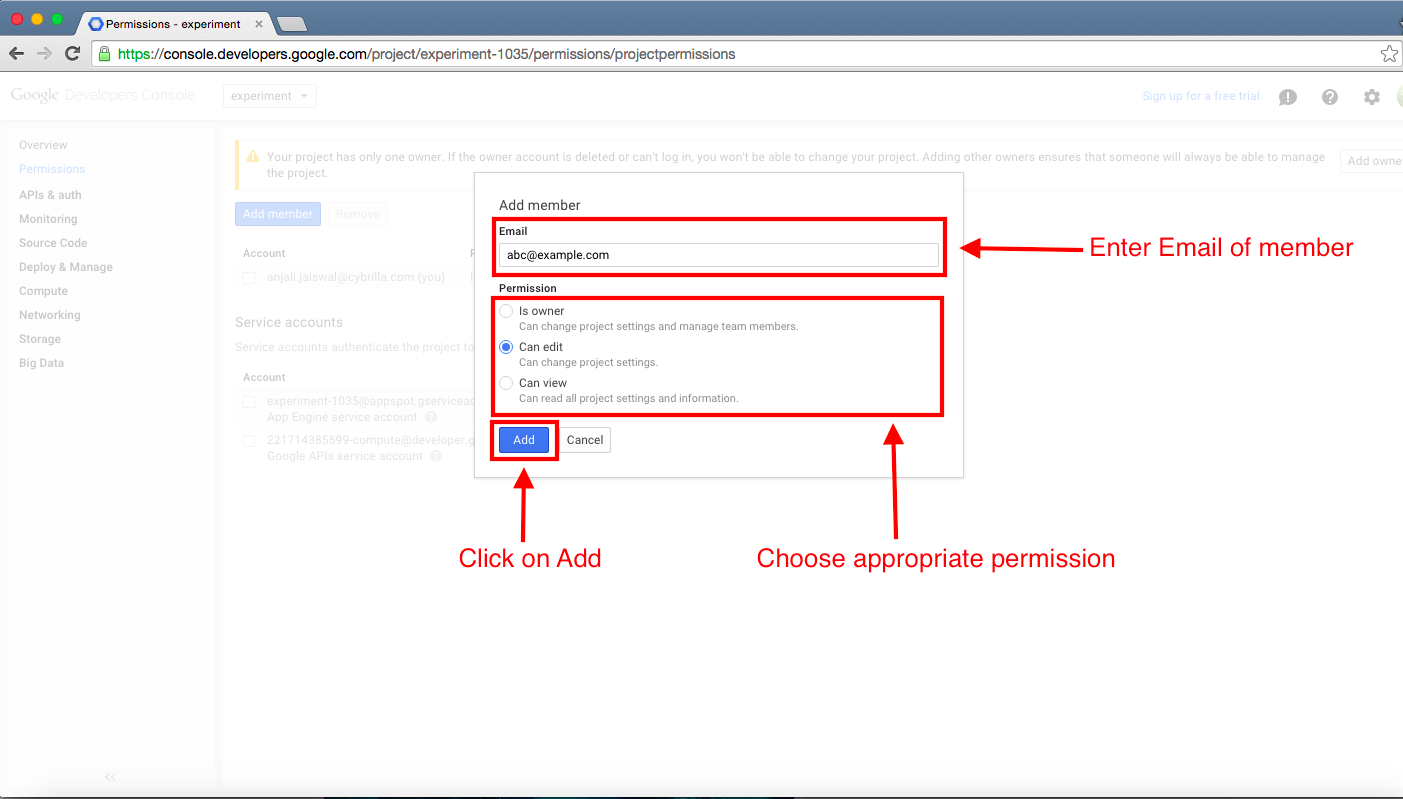 Permissions - experiment
https://console.developers.google.com/project/experiment-1035/permissions/projectpermissions
Google Developers Console
experiment
Sign up for a free trial.
Overview
Permissions
APIs & auth
Monitoring
Source Code
Deploy & Manage
Compute
Networking
Storage
Big Data
Your project has only one owner. If the owner account is deleted or can't log in, you won't be able to change your project. Adding other owners ensures that someone will always be able to manage
the project.
Add owne
Add member
Remove
Account
R
anjali.jaiswal@cybrilla.com (you)
Service accounts
Service accounts authenticate the project to
Account
experiment-1035@appspot.gserviceac
App Engine service account
221714385599-compute@developer.g
Google APIs service account
Add member
Email
abc@example.com
Permission
Is owner
Can change project settings and manage team members.
Can edit
Can change project settings.
Can view
Can read all project settings and information.
Add
Cancel
Enter Email of member
Click on Add
Choose appropriate permission